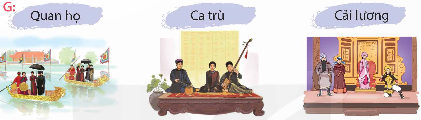 G:
Quan họ
Ca trù
Cải lương